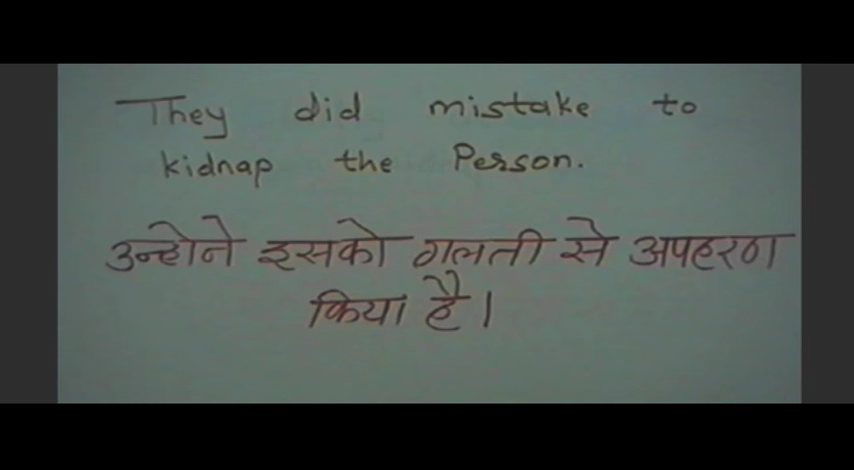 They did mistake to
kidnap the Person.
उन्होने इसको गलती से अपहरण
किया है।